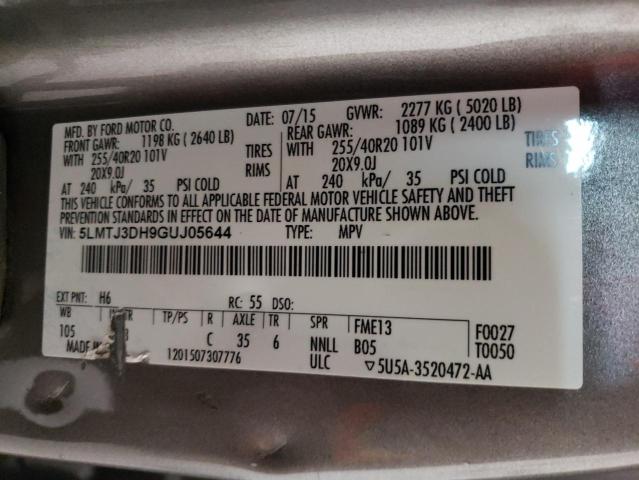 MFD. BY FORD MOTOR CO. DATE: 07/15 GVWR: 2277 KG ( 5020 LB)
FRONT GAWR: 1198 KG ( 2640 LB) REAR GAWR: 1089 KG ( 2400 LB)
WITH 255/40R20 101V TIRES WITH 255/40R20 101V TIRES
20X9.0J RIMS 20X9.0J RIMS
AT 240 kPa/ 35 PSI COLD AT 240 kPa/ 35 PSI COLD
THIS VEHICLE CONFORMS TO ALL APPLICABLE FEDERAL MOTOR VEHICLE SAFETY AND THEFT
PREVENTION STANDARDS IN EFFECT ON THE DATE OF MANUFACTURE SHOWN ABOVE.
VIN: 5LMTJ3DH9GUJ05644 TYPE: MPV
EXT PNT: H6 RC: 55 DSO:
WB TR TP/PS R AXLE TR SPR FME13 F0027
105 C 35 6 NNLL B05 T0050
MADE 1201507307776 ULC ▽5U5A-3520472-AA